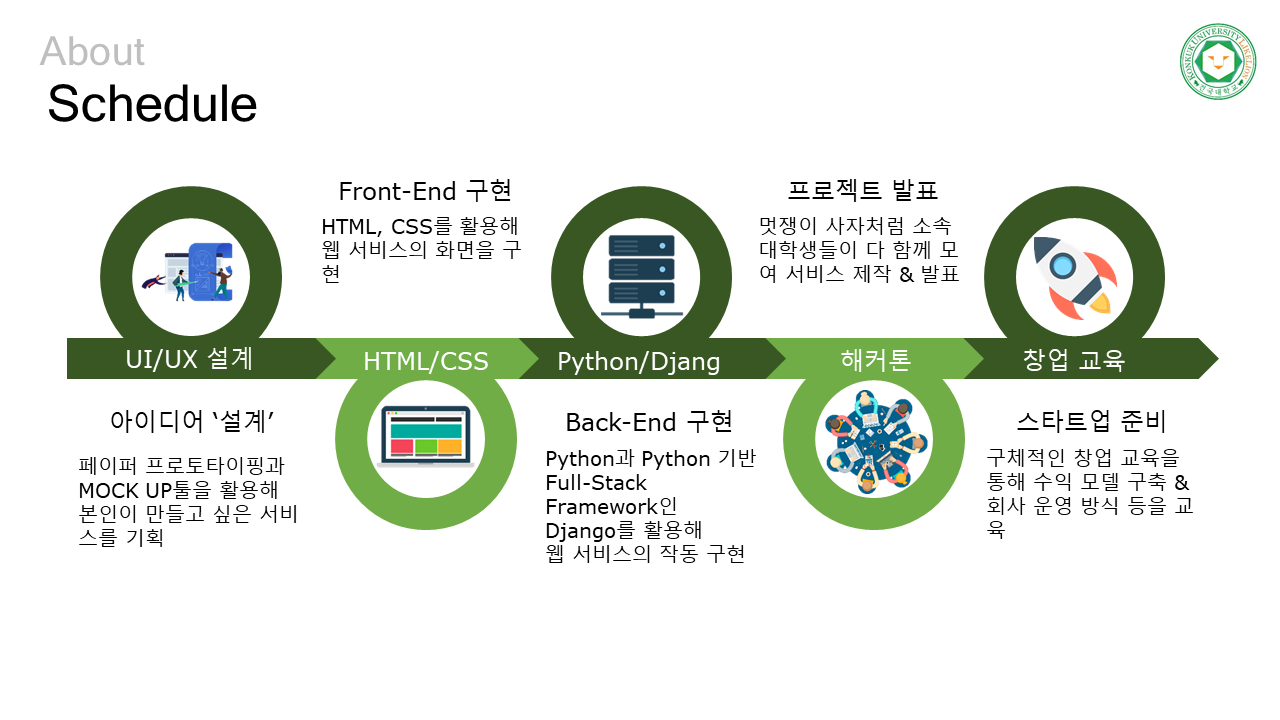 About
Schedule
KONKUK UNIVERSITY LIKELION
건국대학교
Front-End 구현
HTML, CSS를 활용해
웹 서비스의 화면을 구
현
프로젝트 발표
멋쟁이 사자처럼 소속
대학생들이 다 함께 모
여 서비스 제작 & 발표
UI/UX 설계
HTML/CSS
Python/Djang
해커톤
창업 교육
아이디어 ‘설계’
페이퍼 프로토타이핑과
MOCK UP툴을 활용해
본인이 만들고 싶은 서비
스를 기획
Back-End 구현
Python과 Python 기반
Full-Stack
Framework인
Django를 활용해
웹 서비스의 작동 구현
스타트업 준비
구체적인 창업 교육을
통해 수익 모델 구축 &
회사 운영 방식 등을 교
육